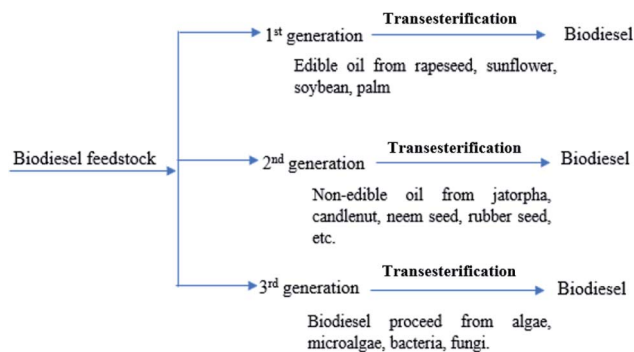 Transesterification
1st generation
Biodiesel
Edible oil from rapeseed, sunflower,
soybean, palm
Biodiesel feedstock
Transesterification
2nd generation
Biodiesel
Non-edible oil from jatorpha,
candlenut, neem seed, rubber seed,
etc.
Transesterification
3rd generation
Biodiesel
Biodiesel proceed from algae,
microalgae, bacteria, fungi.